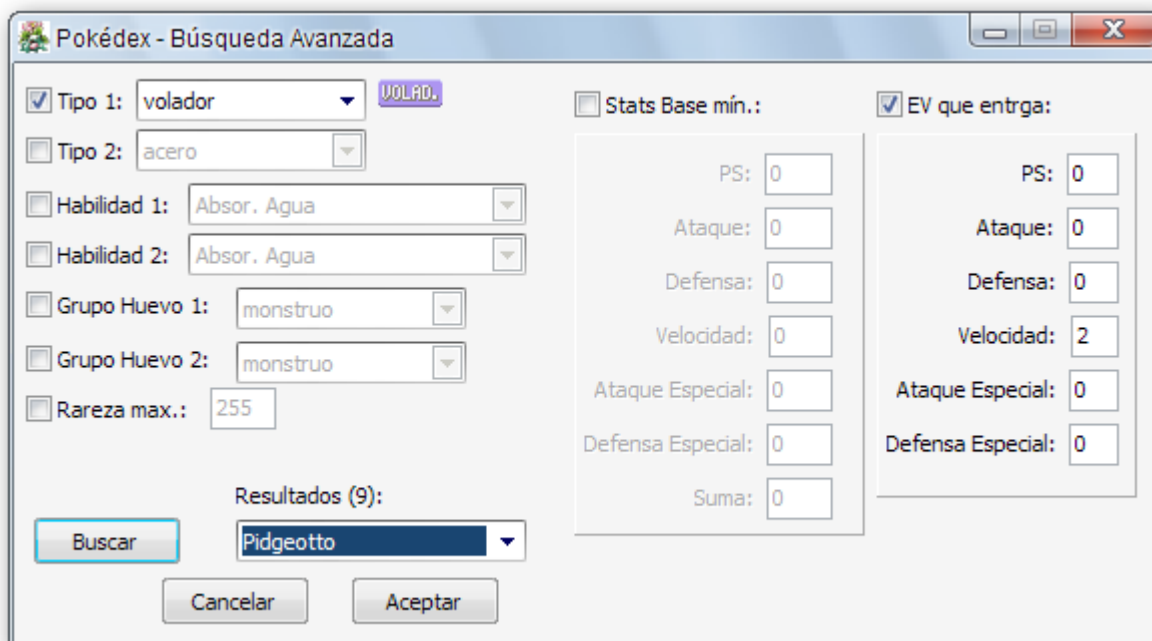 Pokédex - Búsqueda Avanzada
Tipo 1: volador VOLAD.
Tipo 2: acero
Habilidad 1: Absor. Agua
Habilidad 2: Absor. Agua
Grupo Huevo 1: monstruo
Grupo Huevo 2: monstruo
Rareza max.: 255
Resultados (9):
Buscar Pidgeotto
Cancelar Aceptar
Stats Base mín.:
PS: 0
Ataque: 0
Defensa: 0
Velocidad: 0
Ataque Especial: 0
Defensa Especial: 0
Suma: 0
EV que entrga:
PS: 0
Ataque: 0
Defensa: 0
Velocidad: 2
Ataque Especial: 0
Defensa Especial: 0